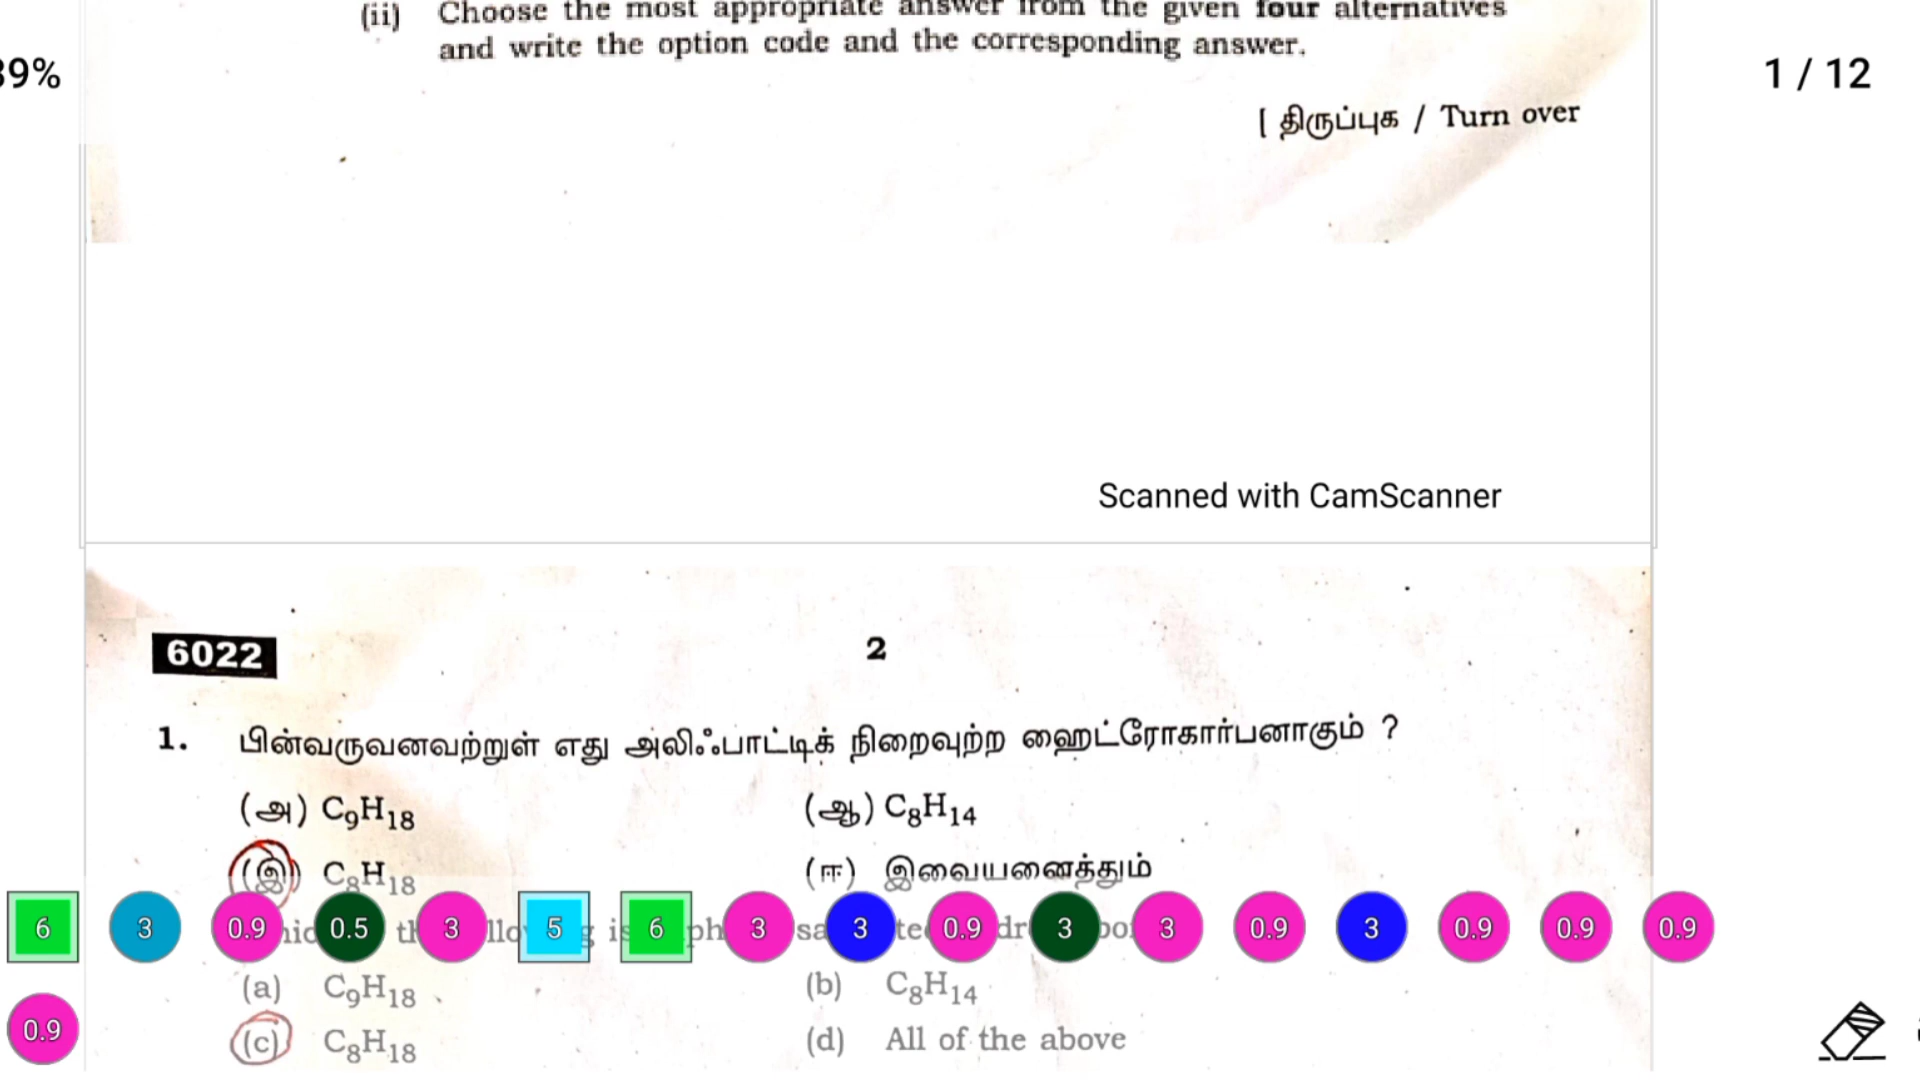 (ii) Choose the most appropriate answer from the given four alternatives
and write the option code and the corresponding answer.
39%
1 / 12
[ திருப்புக / Turn over
Scanned with CamScanner
6022
2
1. பின்வருவனவற்றுள் எது அலிஃபாட்டிக் நிறைவுற்ற ஹைட்ரோகார்பனாகும் ?
(அ) C9H18 (ஆ) C8H14
(இ) C8H18 (ஈ) இவையனைத்தும்
6 3 0.9 0.5 3 5 6 3 3 0.9 3 3 0.9 3 0.9 0.9 0.9
(a) C9H18 (b) C8H14
0.9
(c) C8H18 (d) All of the above